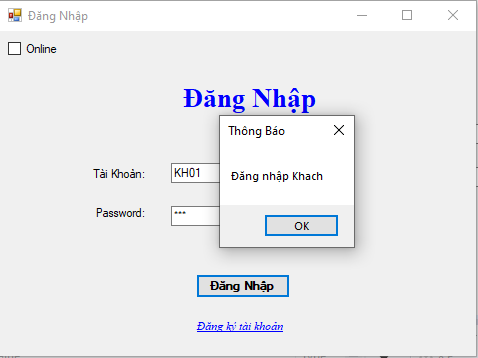 Đăng Nhập
Online
Đăng Nhập
Thông Báo
Tài Khoản:
KH01
Đăng nhập Khach
Password:
***
OK
Đăng Nhập
Đăng ký tài khoản